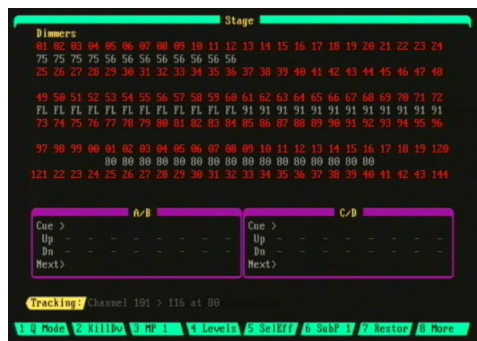 Stage
Dimmers
01 02 03 04 05 06 07 08 09 10 11 12 13 14 15 16 17 18 19 20 21 22 23 24
75 75 75 75 56 56 56 56 56 56 56 56
25 26 27 28 29 30 31 32 33 34 35 36 37 38 39 40 41 42 43 44 45 46 47 48
49 50 51 52 53 54 55 56 57 58 59 60 61 62 63 64 65 66 67 68 69 70 71 72
FL FL FL FL FL FL FL FL FL FL FL FL 91 91 91 91 91 91 91 91 91 91 91 91
73 74 75 76 77 78 79 80 81 82 83 84 85 86 87 88 89 90 91 92 93 94 95 96
97 98 99 00 01 02 03 04 05 06 07 08 09 10 11 12 13 14 15 16 17 18 19 120
80 80 80 80 80 80 80 80 80 80 80 80 80 80 80 80
121 22 23 24 25 26 27 28 29 30 31 32 33 34 35 36 37 38 39 40 41 42 43 144
A/B C/D
Cue > Cue >
Up - - - - - - Up - - - - - -
Dn - - - - - - Dn - - - - - -
Next> Next>
Tracking: Channel 101 > 116 at 80
1 Q Mode 2 KillDv 3 MP 1 4 Levels 5 SelEff 6 SubP 1 7 Restor 8 More